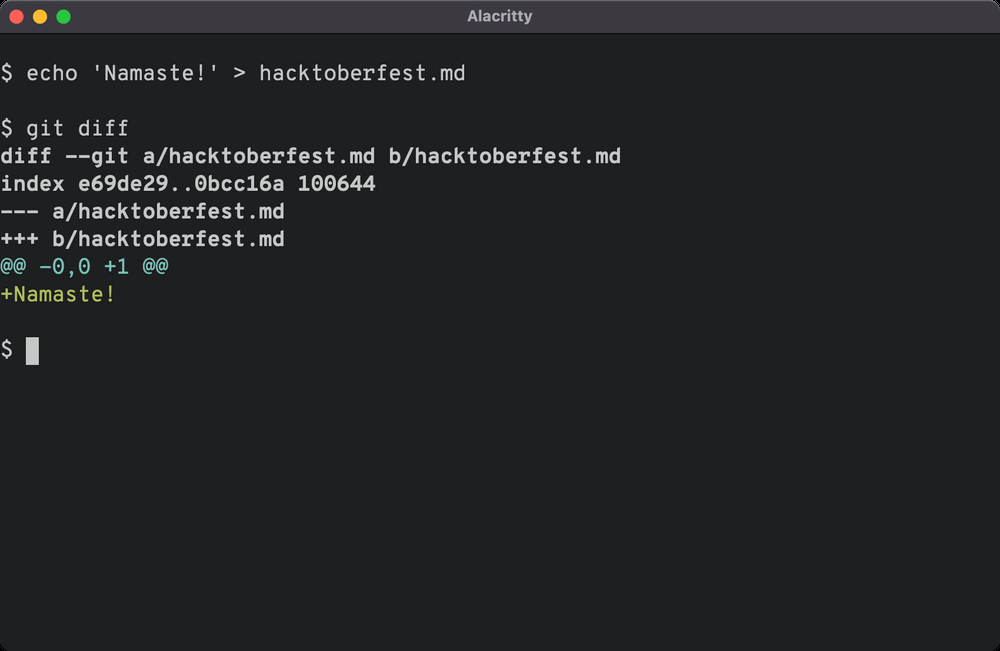 Alacritty
$ echo 'Namaste!' > hacktoberfest.md
$ git diff
diff --git a/hacktoberfest.md b/hacktoberfest.md
index e69de29..0bcc16a 100644
--- a/hacktoberfest.md
+++ b/hacktoberfest.md
@@ -0,0 +1 @@
+Namaste!
$